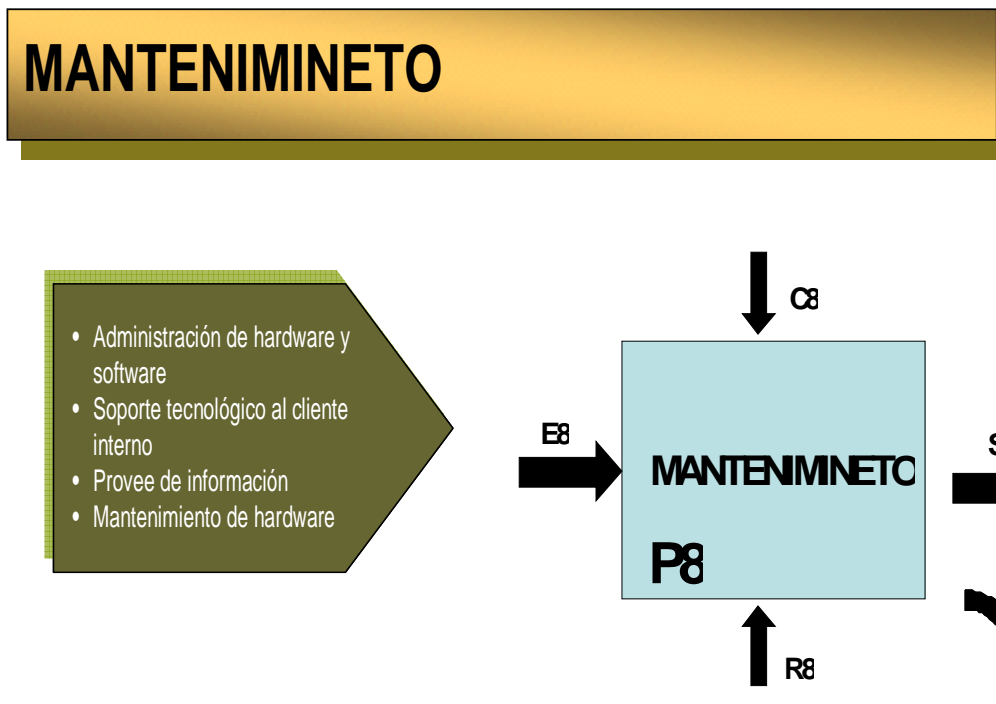 MANTENIMINETO
• Administración de hardware y
software
• Soporte tecnológico al cliente
interno
• Provee de información
• Mantenimiento de hardware
C8
E8
MANTENIMINETO
P8
R8